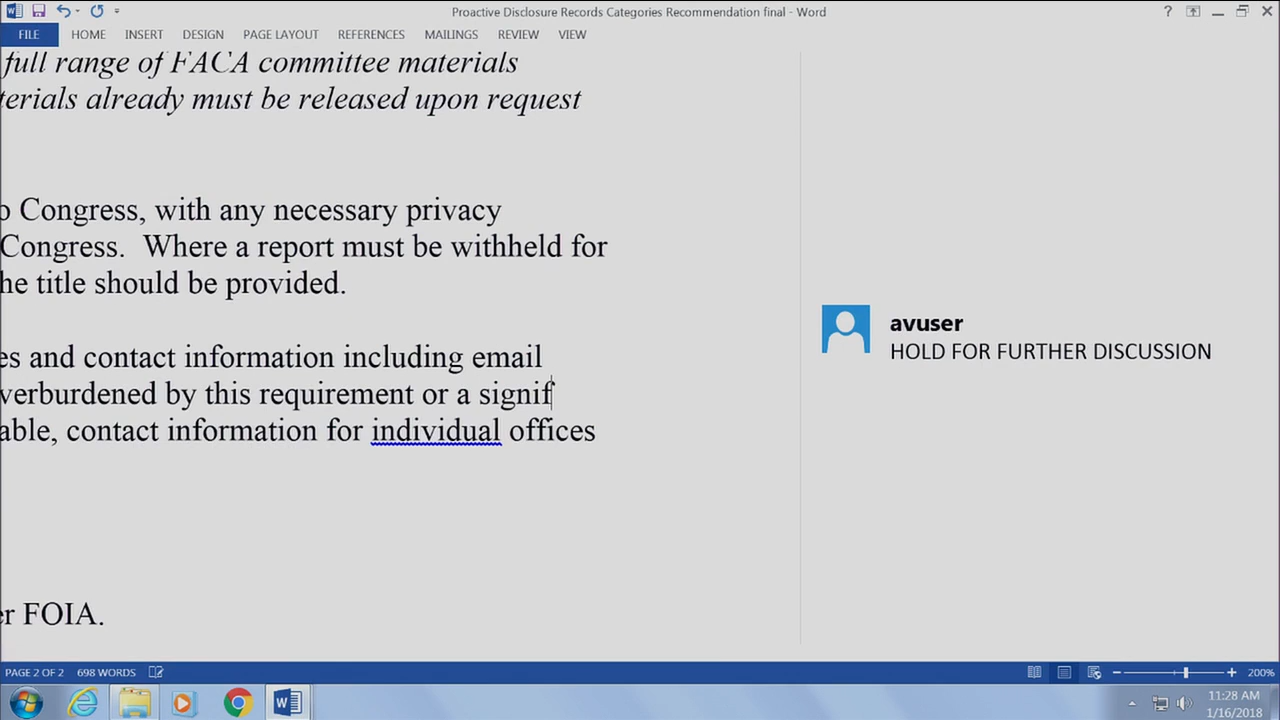 Proactive Disclosure Records Categories Recommendation final - Word
?
FILE HOME INSERT DESIGN PAGE LAYOUT REFERENCES MAILINGS REVIEW VIEW
full range of FACA committee materials
terials already must be released upon request
o Congress, with any necessary privacy
Congress. Where a report must be withheld for
he title should be provided.
avuser
HOLD FOR FURTHER DISCUSSION
es and contact information including email
verburdened by this requirement or a signif
able, contact information for individual offices
er FOIA.
PAGE 2 OF 2 698 WORDS
200%
11:28 AM
1/16/2018